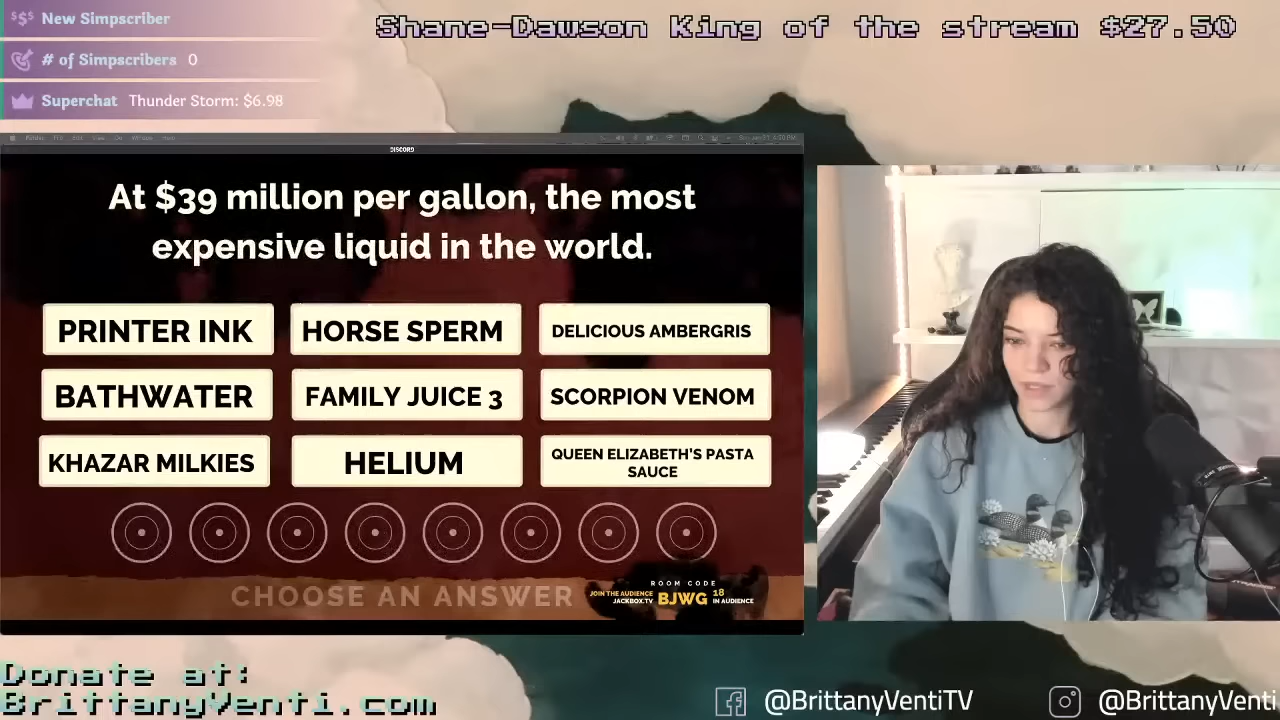 New Simpscriber
# of Simpscribers 0
Superchat Thunder Storm: $6.98
Shane-Dawson King of the stream $27.50
DISCORD
At $39 million per gallon, the most
expensive liquid in the world.
PRINTER INK
HORSE SPERM
DELICIOUS AMBERGRIS
BATHWATER
FAMILY JUICE 3
SCORPION VENOM
KHAZAR MILKIES
HELIUM
QUEEN ELIZABETH'S PASTA
SAUCE
CHOOSE AN ANSWER
ROOM CODE
JOIN THE AUDIENCE
JACKBOX.TV
BJWG
18
IN AUDIENCE
Donate at:
BrittanyVenti.com
@BrittanyVentiTV
@BrittanyVenti